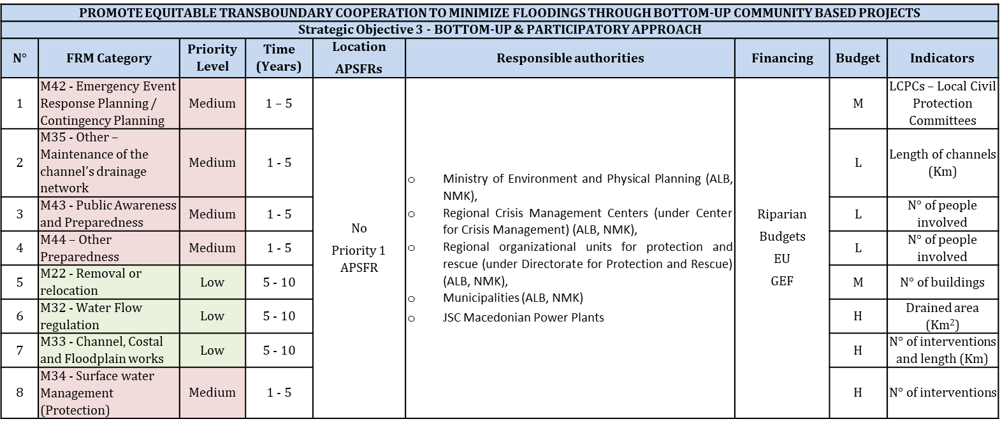 PROMOTE EQUITABLE TRANSBOUNDARY COOPERATION TO MINIMIZE FLOODINGS THROUGH BOTTOM-UP COMMUNITY BASED PROJECTS
Strategic Objective 3 - BOTTOM-UP & PARTICIPATORY APPROACH
N°
FRM Category
Priority
Level
Time
(Years)
Location
APSFRs
Responsible authorities
Financing
Budget
Indicators
1
M42 - Emergency Event
Response Planning /
Contingency Planning
Medium
1 – 5
M
LCPCs – Local Civil
Protection
Committees
2
M35 - Other –
Maintenance of the
channel's drainage
network
Medium
1 - 5
L
Length of channels
(Km)
3
M43 - Public Awareness
and Preparedness
Medium
1 - 5
L
N° of people
involved
4
M44 – Other
Preparedness
Medium
1 - 5
L
N° of people
involved
5
M22 - Removal or
relocation
Low
5 - 10
M
N° of buildings
6
M32 - Water Flow
regulation
Low
5 - 10
H
Drained area
(Km²)
7
M33 - Channel, Costal
and Floodplain works
Low
5 - 10
H
N° of interventions
and length (Km)
8
M34 - Surface water
Management
(Protection)
Medium
1 - 5
H
N° of interventions
No
Priority 1
APSFR
o Ministry of Environment and Physical Planning (ALB,
NMK),
o Regional Crisis Management Centers (under Center
for Crisis Management) (ALB, NMK),
o Regional organizational units for protection and
rescue (under Directorate for Protection and Rescue)
(ALB, NMK),
o Municipalities (ALB, NMK)
o JSC Macedonian Power Plants
Riparian
Budgets
EU
GEF